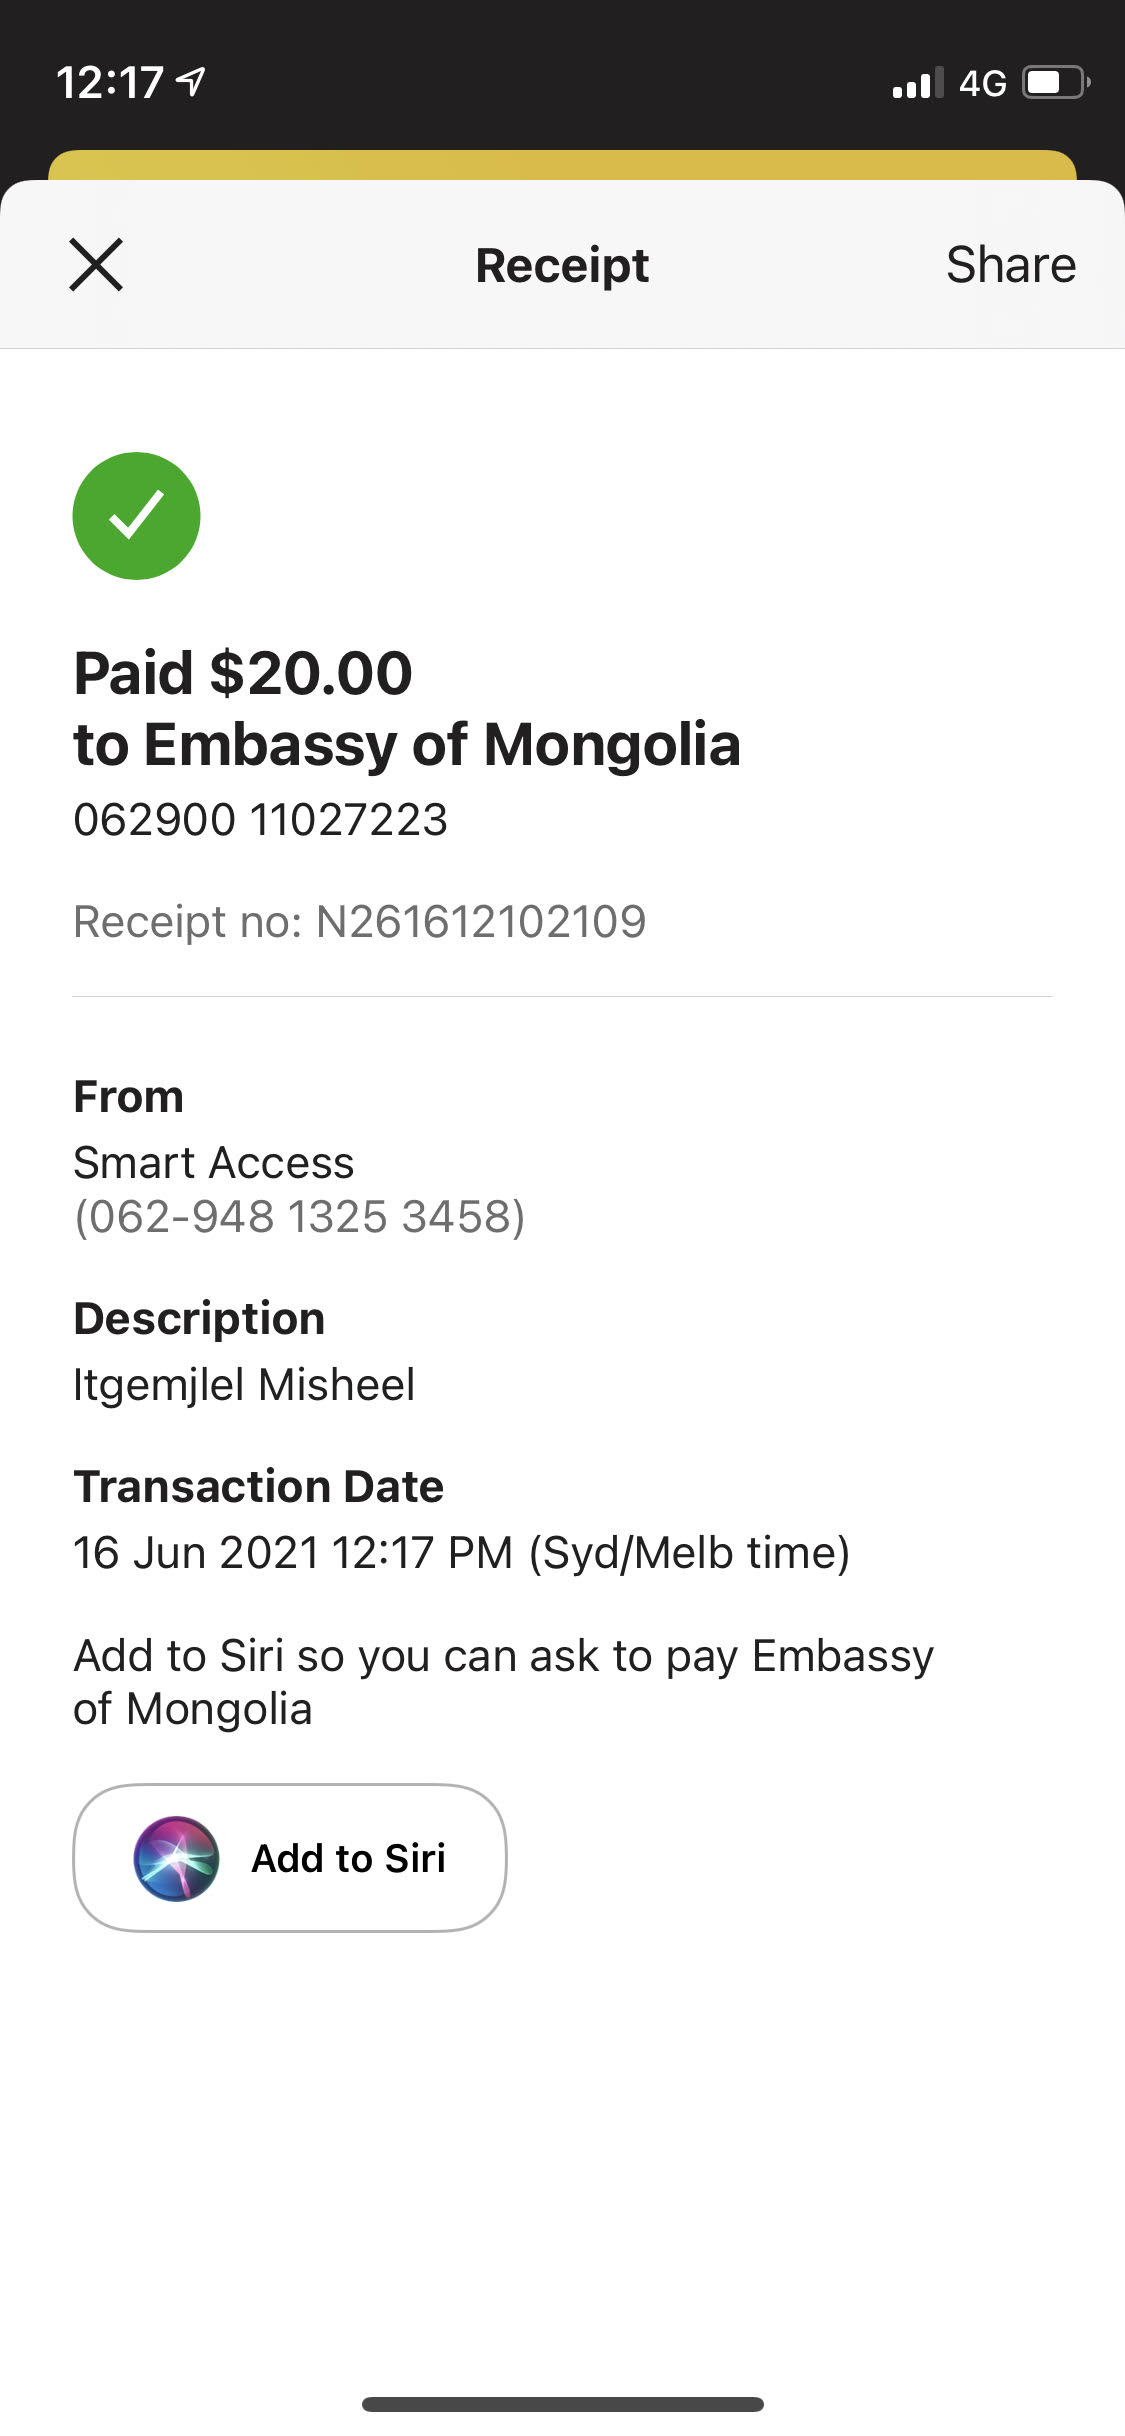 12:17
4G
Receipt
Share
Paid $20.00
to Embassy of Mongolia
062900 11027223
Receipt no: N261612102109
From
Smart Access
(062-948 1325 3458)
Description
Itgemjlel Misheel
Transaction Date
16 Jun 2021 12:17 PM (Syd/Melb time)
Add to Siri so you can ask to pay Embassy
of Mongolia
Add to Siri